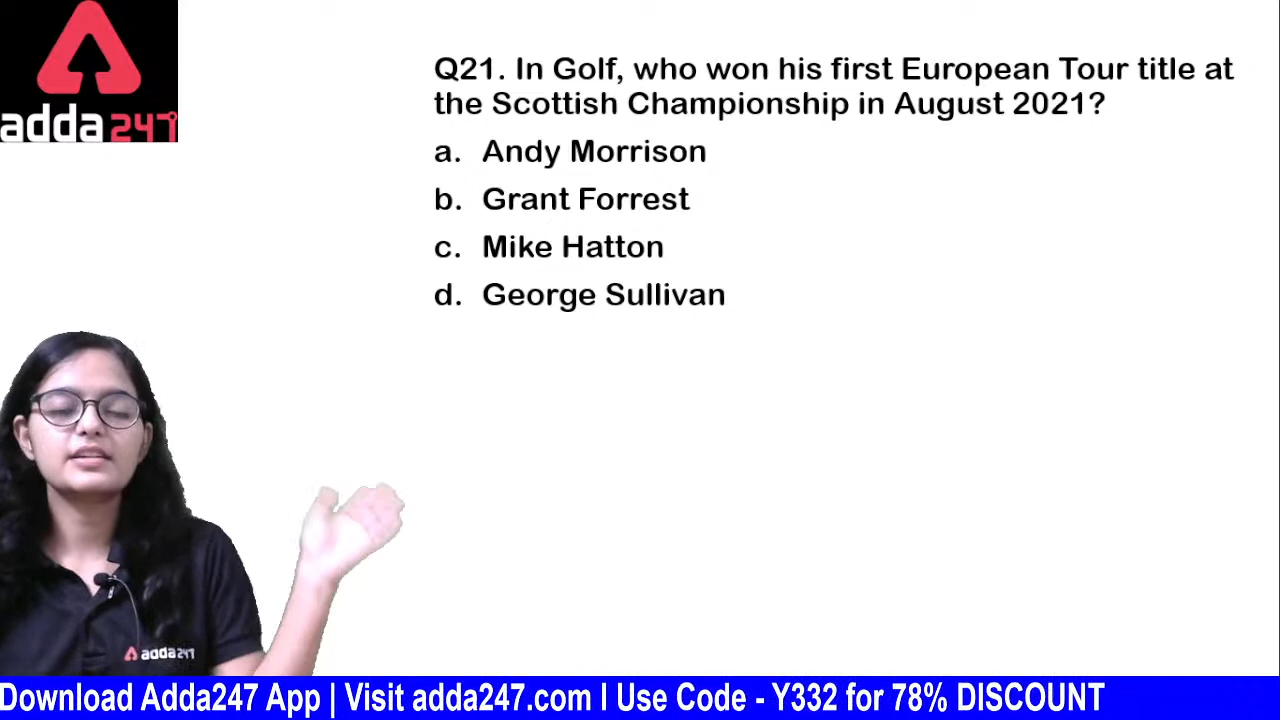 adda247
Q21. In Golf, who won his first European Tour title at
the Scottish Championship in August 2021?
a. Andy Morrison
b. Grant Forrest
c. Mike Hatton
d. George Sullivan
adda247
Download Adda247 App | Visit adda247.com I Use Code - Y332 for 78% DISCOUNT